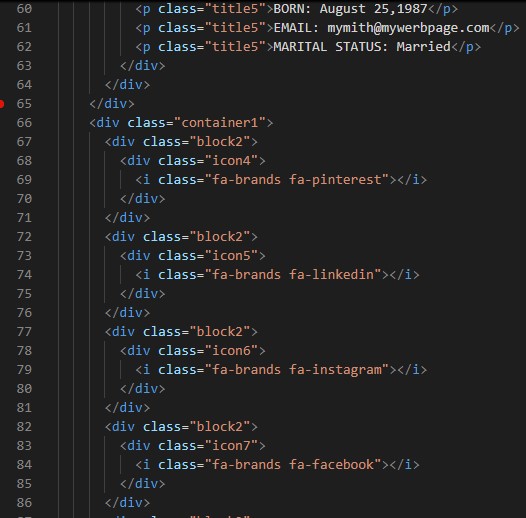 60 <p class="title5">BORN: August 25,1987</p>
61 <p class="title5">EMAIL: mymith@mywerbpage.com</p>
62 <p class="title5">MARITAL STATUS: Married</p>
63 </div>
64 </div>
65 </div>
66 <div class="container1">
67 <div class="block2">
68 <div class="icon4">
69 <i class="fa-brands fa-pinterest"></i>
70 </div>
71 </div>
72 <div class="block2">
73 <div class="icon5">
74 <i class="fa-brands fa-linkedin"></i>
75 </div>
76 </div>
77 <div class="block2">
78 <div class="icon6">
79 <i class="fa-brands fa-instagram"></i>
80 </div>
81 </div>
82 <div class="block2">
83 <div class="icon7">
84 <i class="fa-brands fa-facebook"></i>
85 </div>
86 </div>